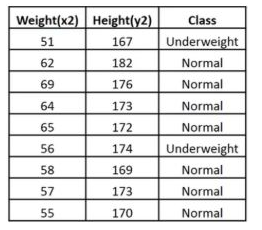 Weight(x2) Height(y2) Class
51 167 Underweight
62 182 Normal
69 176 Normal
64 173 Normal
65 172 Normal
56 174 Underweight
58 169 Normal
57 173 Normal
55 170 Normal